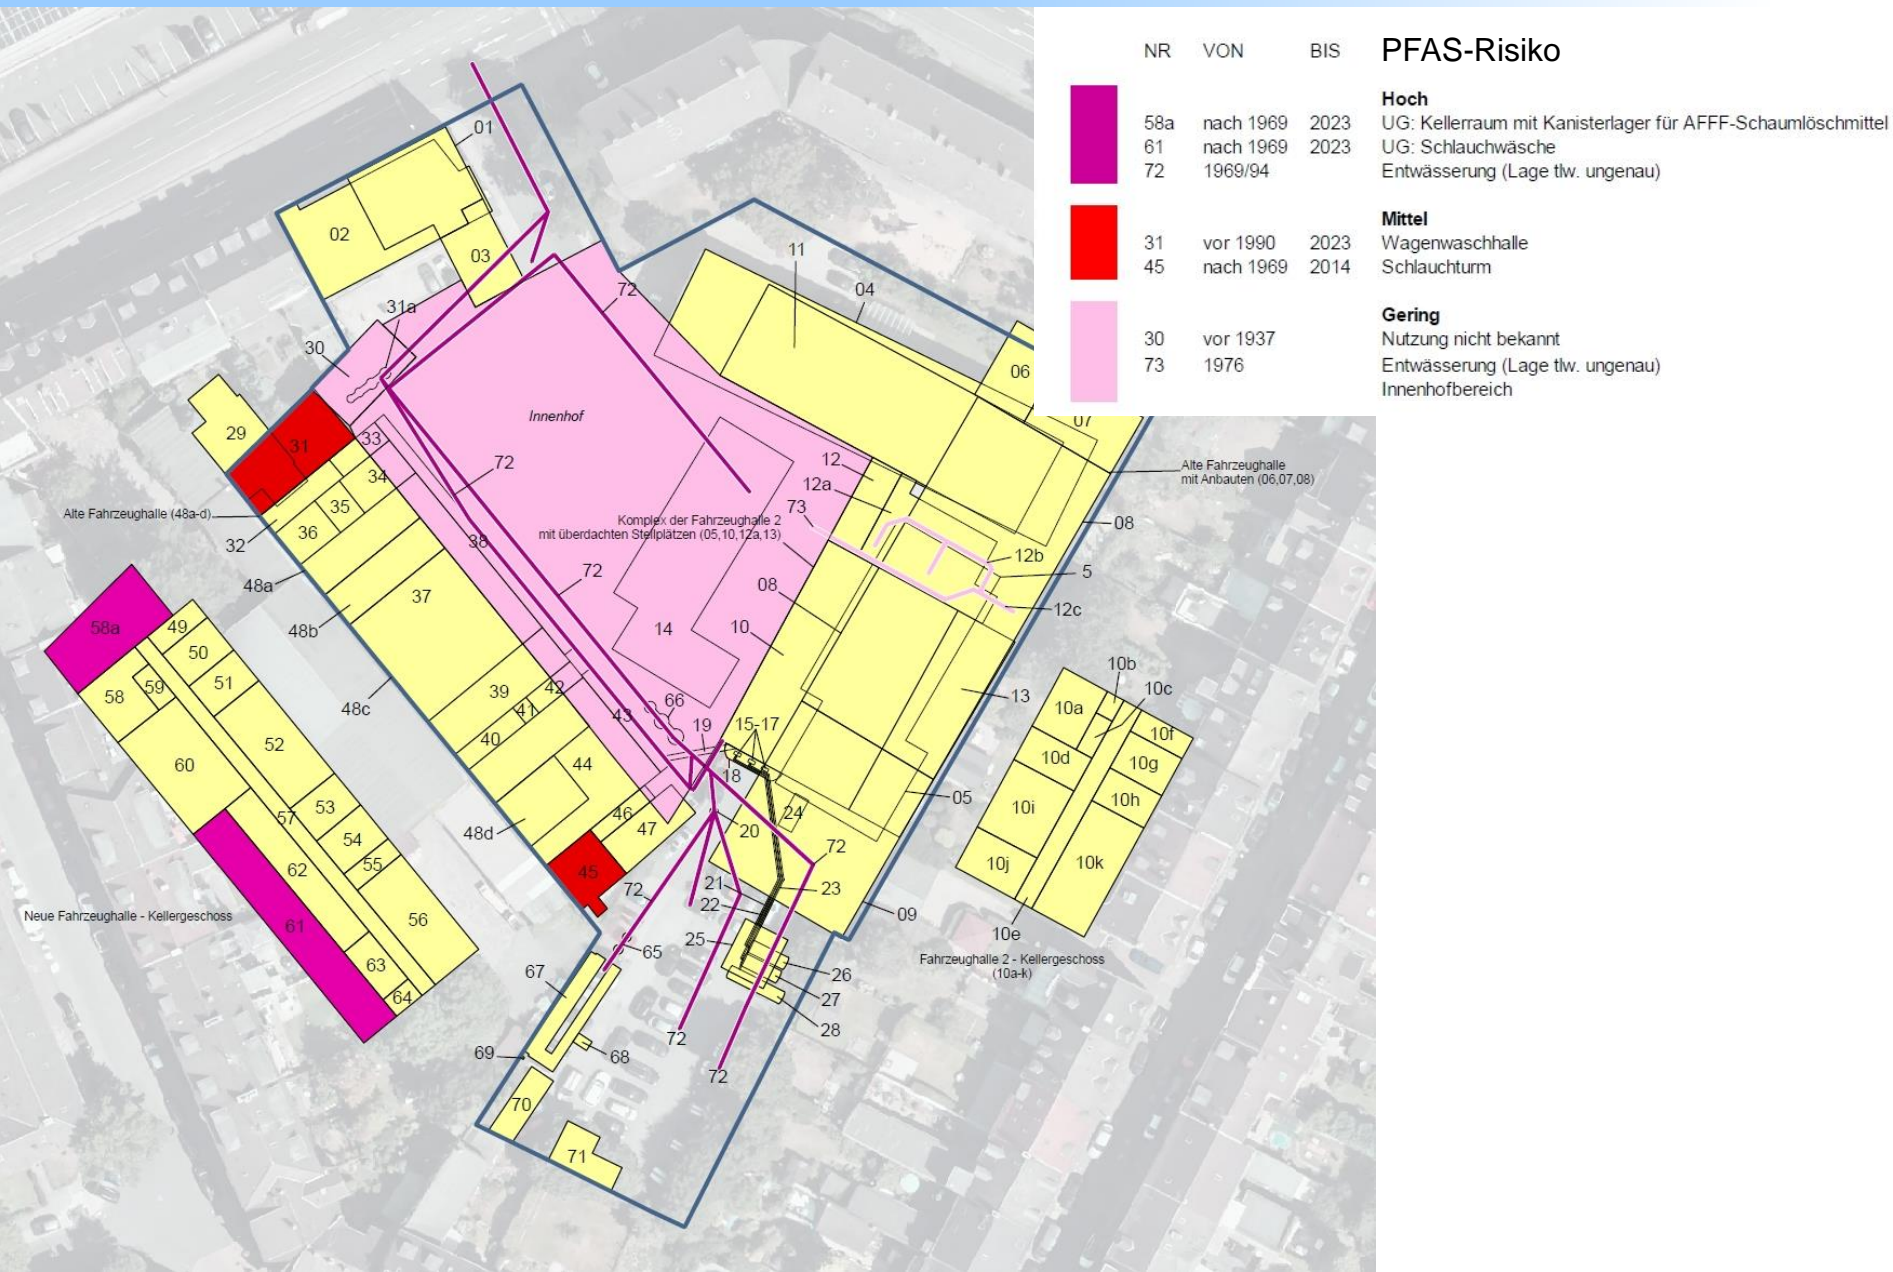 NR VON BIS PFAS-Risiko
Hoch
58a nach 1969 2023 UG: Kellerraum mit Kanisterlager für AFFF-Schaumlöschmittel
61 nach 1969 2023 UG: Schlauchwäsche
72 1969/94 Entwässerung (Lage tlw. ungenau)
Mittel
31 vor 1990 2023 Wagenwaschhalle
45 nach 1969 2014 Schlauchturm
Gering
30 vor 1937 Nutzung nicht bekannt
73 1976 Entwässerung (Lage tlw. ungenau)
Innenhofbereich
01
02
03
11
04
72
31a
30
06
07
Innenhof
29
31
33
34
35
36
72
12
12a
73
Alte Fahrzeughalle
mit Anbauten (06,07,08)
Alte Fahrzeughalle (48a-d)
32
38
Komplex der Fahrzeughalle 2
mit überdachten Stellplätzen (05,10,12a,13)
08
12b
5
12c
48a
48b
37
72
08
10
14
58a
49
50
51
58
59
48c
39
42
41
40
43
66
19
15-17
13
10b
10c
10a
10f
10d
10g
10i
10h
10j
10k
10e
60
52
44
18
24
05
53
57
54
55
48d
46
47
20
72
62
45
72
21
22
23
09
Neue Fahrzeughalle - Kellergeschoss
61
56
63
64
25
65
67
26
27
28
Fahrzeughalle 2 - Kellergeschoss
(10a-k)
69
68
72
72
70
71